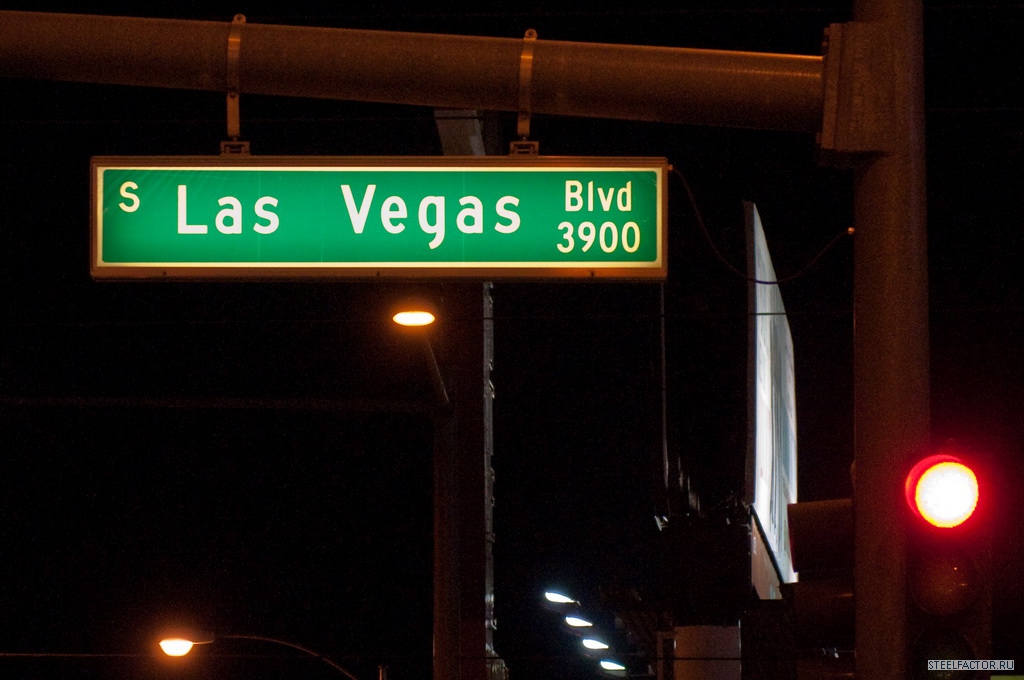 S Las Vegas Blvd
3900
STEELFACTOR.RU